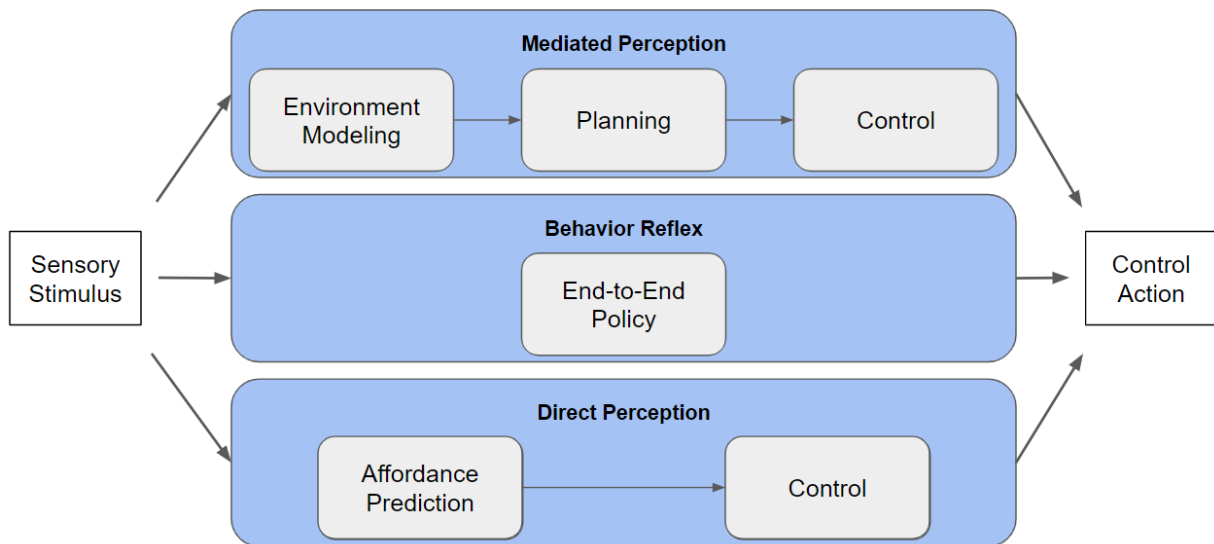 Mediated Perception
Environment
Modeling
Planning
Control
Behavior Reflex
Sensory
Stimulus
End-to-End
Policy
Control
Action
Direct Perception
Affordance
Prediction
Control